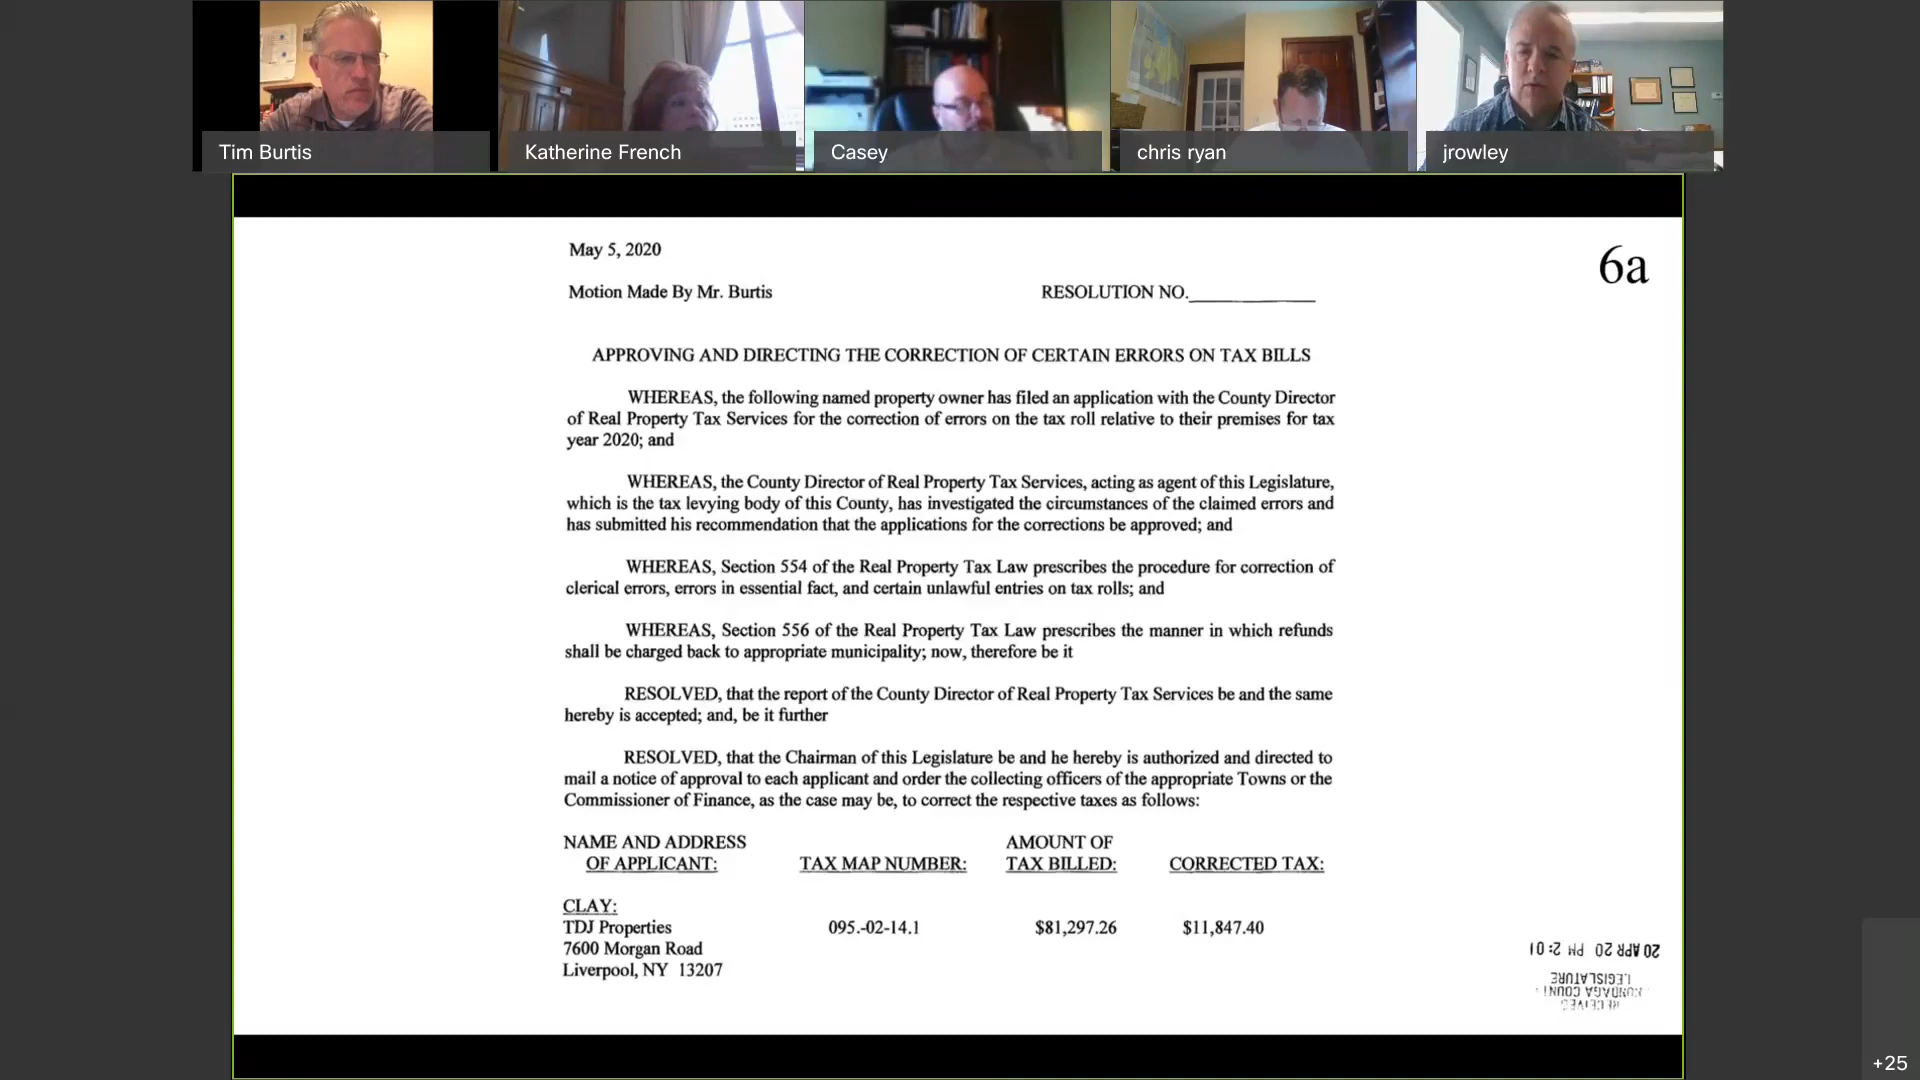 Tim Burtis
Katherine French
Casey
chris ryan
jrowley
6a
May 5, 2020
Motion Made By Mr. Burtis RESOLUTION NO.____________
APPROVING AND DIRECTING THE CORRECTION OF CERTAIN ERRORS ON TAX BILLS
WHEREAS, the following named property owner has filed an application with the County Director
of Real Property Tax Services for the correction of errors on the tax roll relative to their premises for tax
year 2020; and
WHEREAS, the County Director of Real Property Tax Services, acting as agent of this Legislature,
which is the tax levying body of this County, has investigated the circumstances of the claimed errors and
has submitted his recommendation that the applications for the corrections be approved; and
WHEREAS, Section 554 of the Real Property Tax Law prescribes the procedure for correction of
clerical errors, errors in essential fact, and certain unlawful entries on tax rolls; and
WHEREAS, Section 556 of the Real Property Tax Law prescribes the manner in which refunds
shall be charged back to appropriate municipality; now, therefore be it
RESOLVED, that the report of the County Director of Real Property Tax Services be and the same
hereby is accepted; and, be it further
RESOLVED, that the Chairman of this Legislature be and he hereby is authorized and directed to
mail a notice of approval to each applicant and order the collecting officers of the appropriate Towns or the
Commissioner of Finance, as the case may be, to correct the respective taxes as follows:
NAME AND ADDRESS AMOUNT OF
OF APPLICANT: TAX MAP NUMBER: TAX BILLED: CORRECTED TAX:
CLAY:
TDJ Properties 095.-02-14.1 $81,297.26 $11,847.40
7600 Morgan Road
Liverpool, NY 13207
LEGISLATURE
20 APR 20 PM 2:01
+25